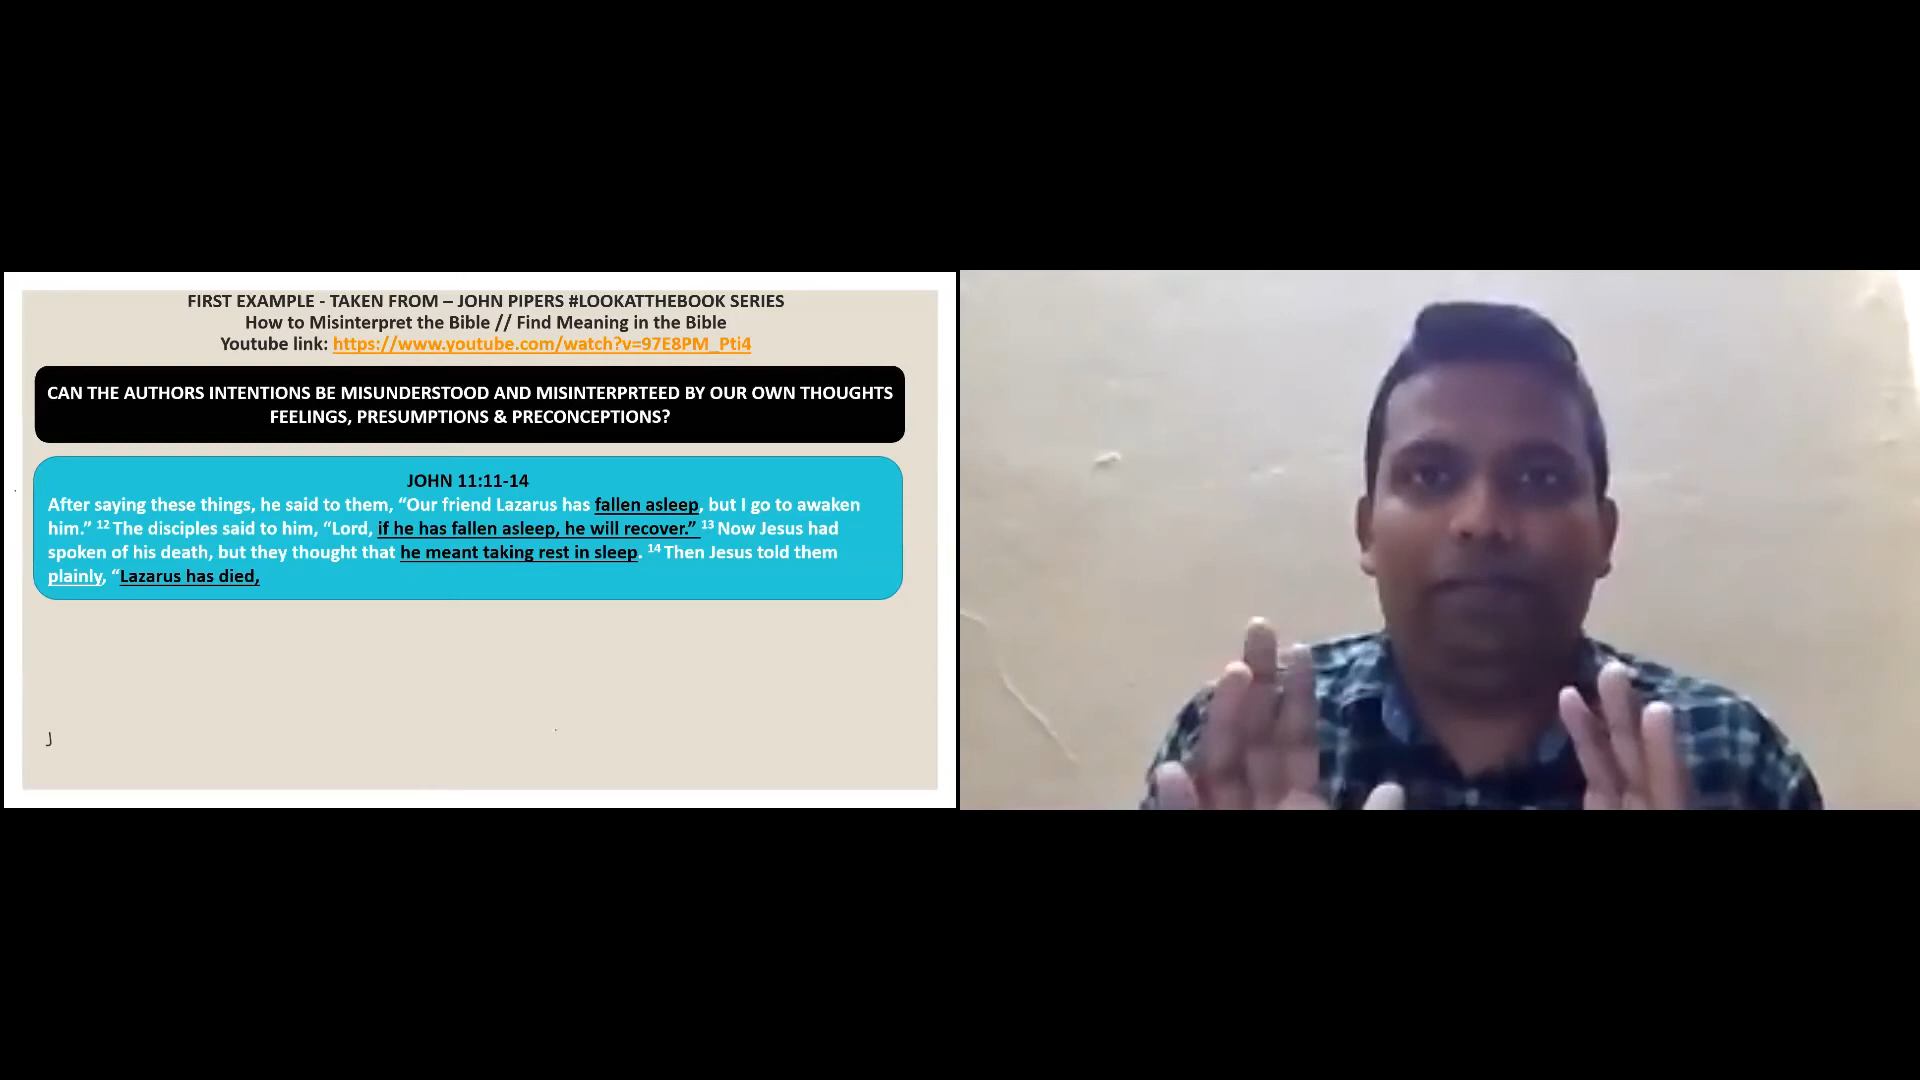 FIRST EXAMPLE - TAKEN FROM – JOHN PIPERS #LOOKATTHEBOOK SERIES
How to Misinterpret the Bible // Find Meaning in the Bible
Youtube link: https://www.youtube.com/watch?v=97E8PM_Pti4
CAN THE AUTHORS INTENTIONS BE MISUNDERSTOOD AND MISINTERPRTEED BY OUR OWN THOUGHTS
FEELINGS, PRESUMPTIONS & PRECONCEPTIONS?
JOHN 11:11-14
After saying these things, he said to them, “Our friend Lazarus has fallen asleep, but I go to awaken
him.” 12 The disciples said to him, “Lord, if he has fallen asleep, he will recover.” 13 Now Jesus had
spoken of his death, but they thought that he meant taking rest in sleep. 14 Then Jesus told them
plainly, “Lazarus has died,
J